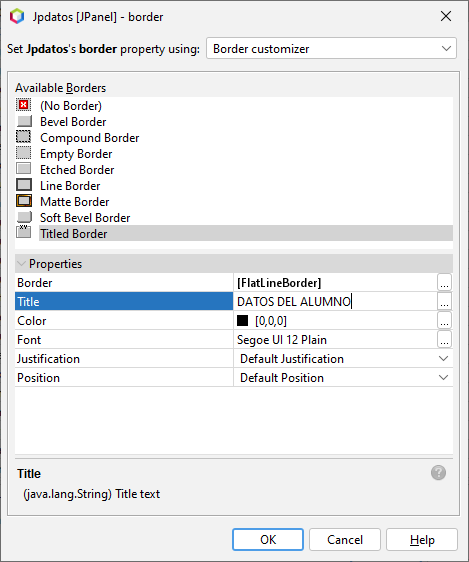 Jpdatos [JPanel] - border
Set Jpdatos's border property using: Border customizer
Available Borders
(No Border)
Bevel Border
Compound Border
Empty Border
Etched Border
Line Border
Matte Border
Soft Bevel Border
XY Titled Border
Properties
Border [FlatLineBorder] ...
Title DATOS DEL ALUMNO ...
Color [0,0,0] ...
Font Segoe UI 12 Plain ...
Justification Default Justification
Position Default Position
Title ?
(java.lang.String) Title text
OK Cancel Help